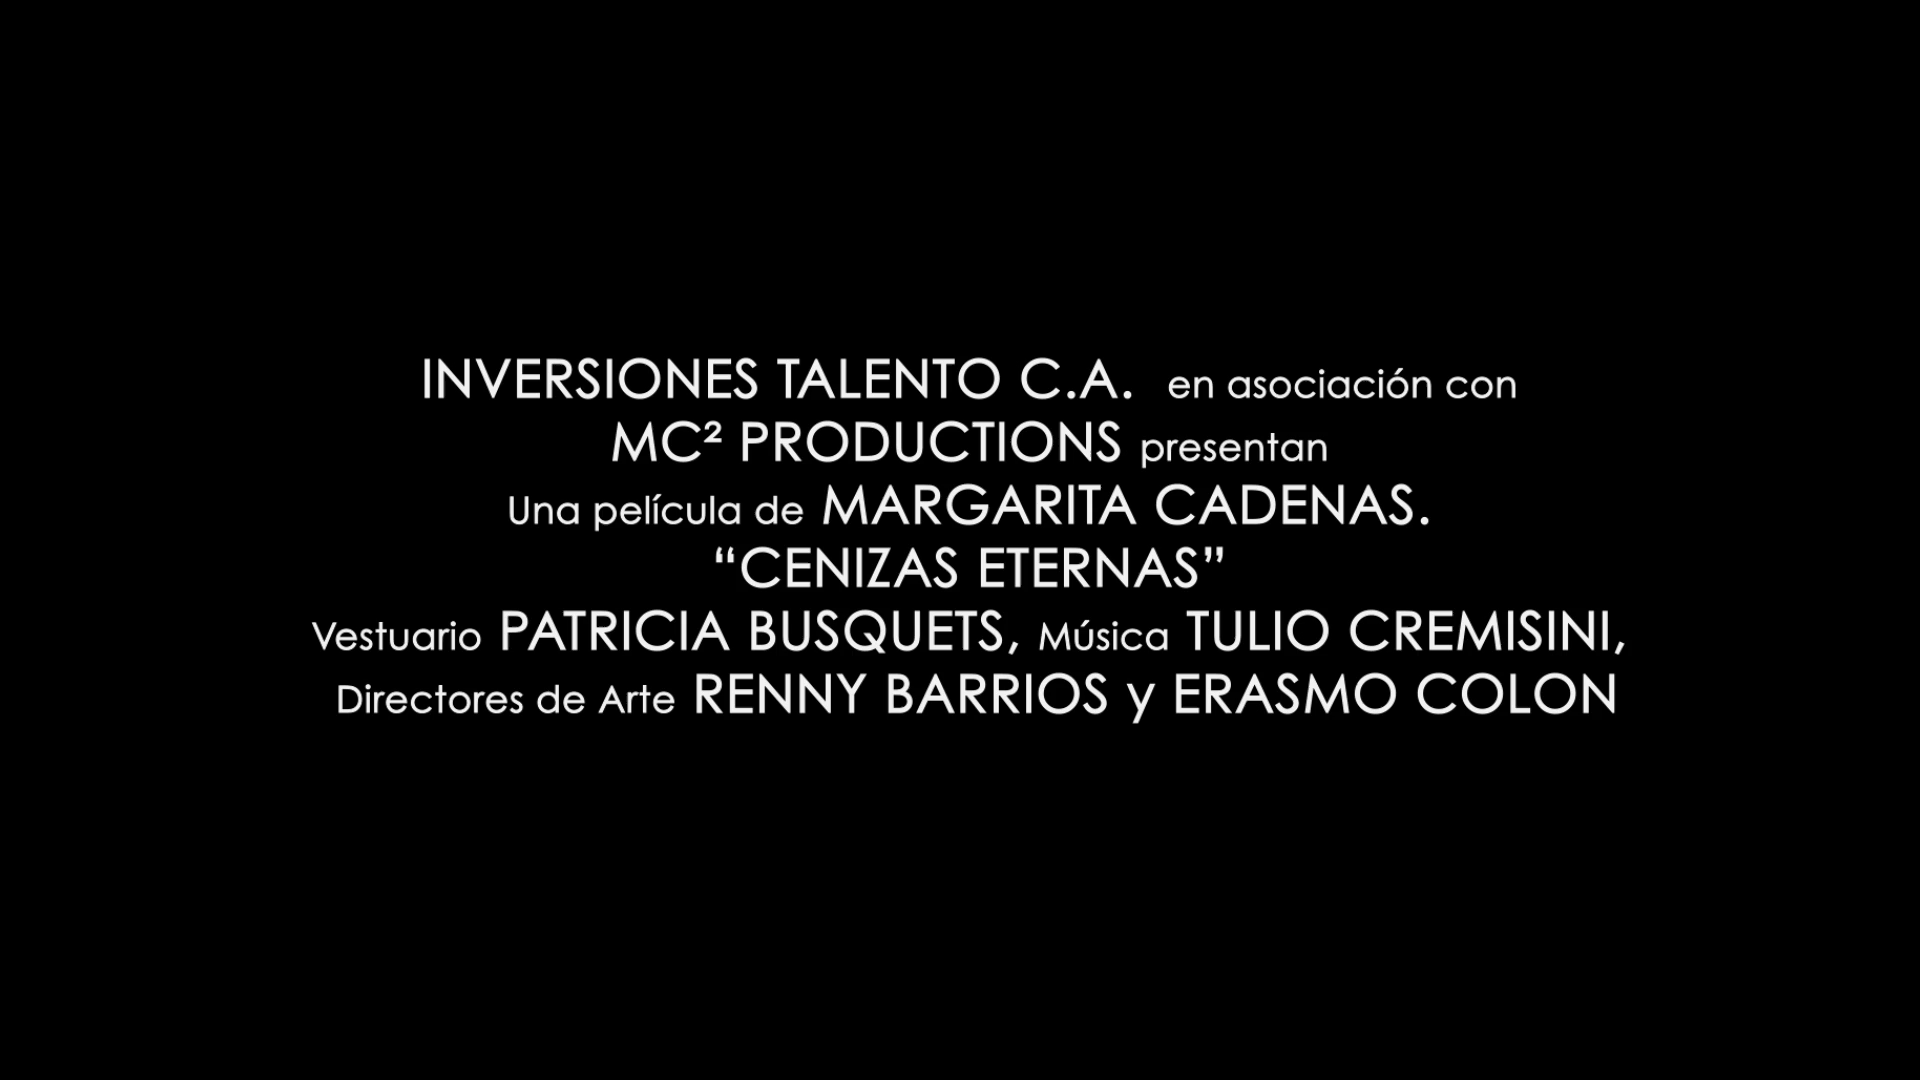 INVERSIONES TALENTO C.A. en asociación con
MC² PRODUCTIONS presentan
Una película de MARGARITA CADENAS.
“CENIZAS ETERNAS”
Vestuario PATRICIA BUSQUETS, Música TULIO CREMISINI,
Directores de Arte RENNY BARRIOS y ERASMO COLON